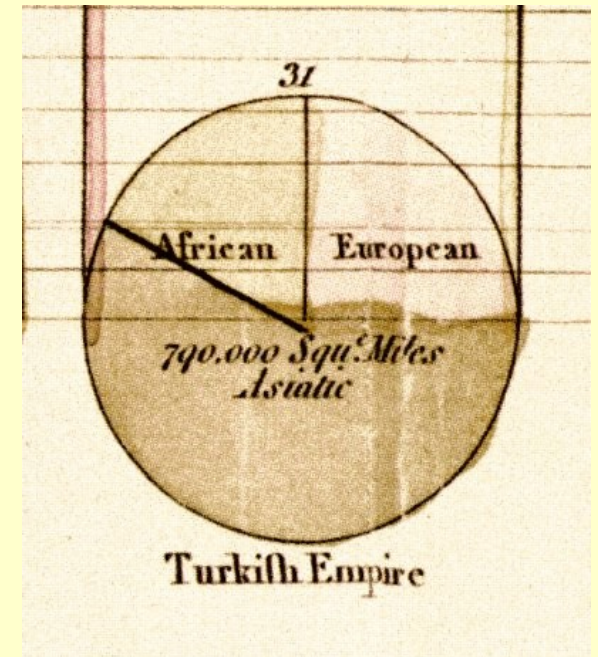 31
African European
790.000 Squ.ᵉ Miles
Asiatic
Turkiſh Empire